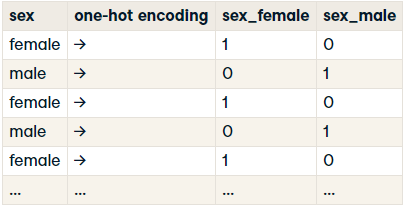 sex one-hot encoding sex_female sex_male
female → 1 0
male → 0 1
female → 1 0
male → 0 1
female → 1 0
... ... ... ...